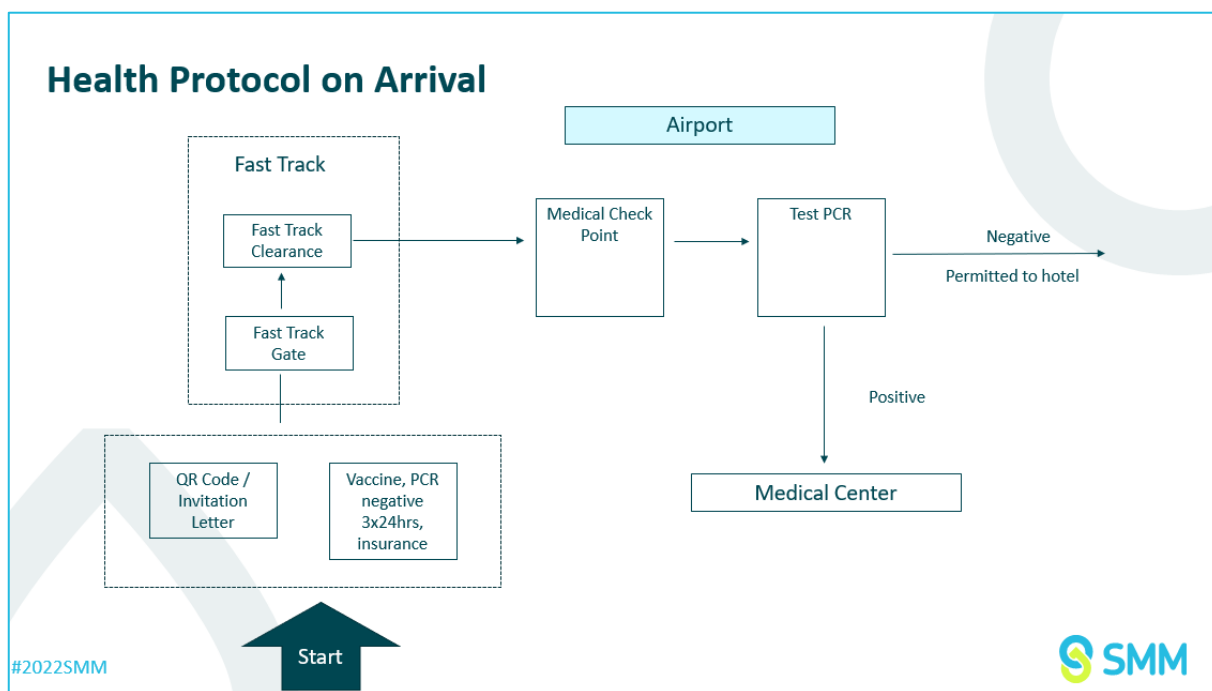 Health Protocol on Arrival
Airport
Fast Track
Fast Track
Clearance
Medical Check
Point
Test PCR
Negative
Permitted to hotel
Fast Track
Gate
Positive
QR Code /
Invitation
Letter
Vaccine, PCR
negative
3x24hrs,
insurance
Medical Center
Start
#2022SMM
SMM